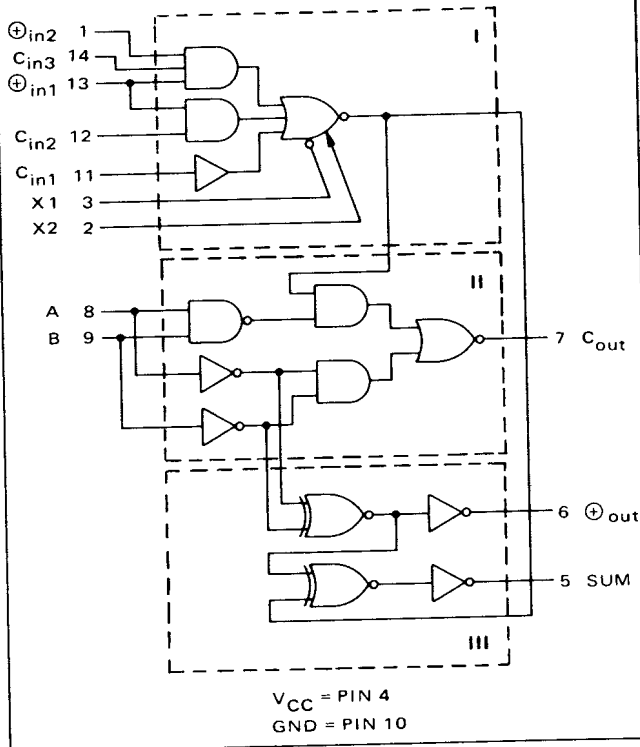 ⊕in2 1
Cin3 14
⊕in1 13
Cin2 12
Cin1 11
X1 3
X2 2
I
A 8
B 9
II
7 Cout
6 ⊕out
5 SUM
III
VCC = PIN 4
GND = PIN 10